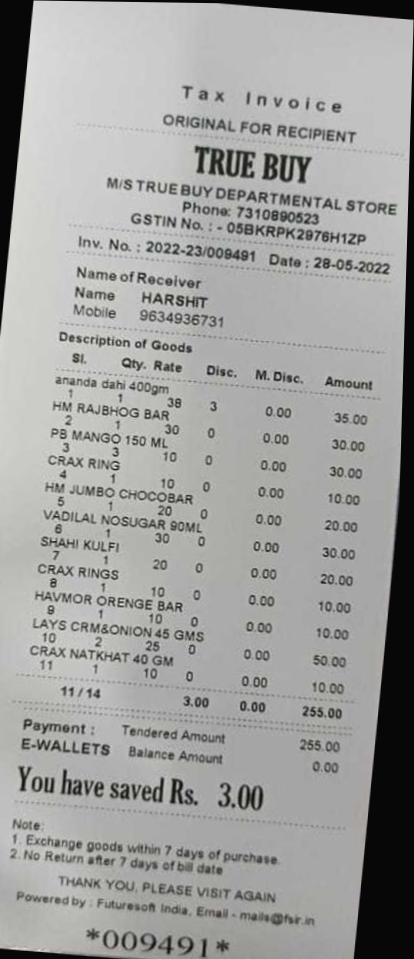 Tax Invoice
ORIGINAL FOR RECIPIENT
TRUE BUY
M/S TRUE BUY DEPARTMENTAL STORE
Phone: 7310890523
GSTIN No. : - 05BKRPK2976H1ZP
Inv. No. : 2022-23/009491 Date : 28-05-2022
Name of Receiver
Name HARSHIT
Mobile 9634936731
Description of Goods
Sl. Qty. Rate Disc. M. Disc. Amount
ananda dahi 400gm
1 1 38 3 0.00 35.00
HM RAJBHOG BAR
2 1 30 0 0.00 30.00
PB MANGO 150 ML
3 3 10 0 0.00 30.00
CRAX RING
4 1 10 0 0.00 10.00
HM JUMBO CHOCOBAR
5 1 20 0 0.00 20.00
VADILAL NOSUGAR 90ML
6 1 30 0 0.00 30.00
SHAHI KULFI
7 1 20 0 0.00 20.00
CRAX RINGS
8 1 10 0 0.00 10.00
HAVMOR ORENGE BAR
9 1 10 0 0.00 10.00
LAYS CRM&ONION 45 GMS
10 2 25 0 0.00 50.00
CRAX NATKHAT 40 GM
11 1 10 0 0.00 10.00
11 / 14 3.00 0.00 255.00
Payment : Tendered Amount 255.00
E-WALLETS Balance Amount 0.00
You have saved Rs. 3.00
Note:
1. Exchange goods within 7 days of purchase.
2. No Return after 7 days of bill date
THANK YOU, PLEASE VISIT AGAIN
Powered by : Futuresoft India, Email - mails@fsir.in
*009491*